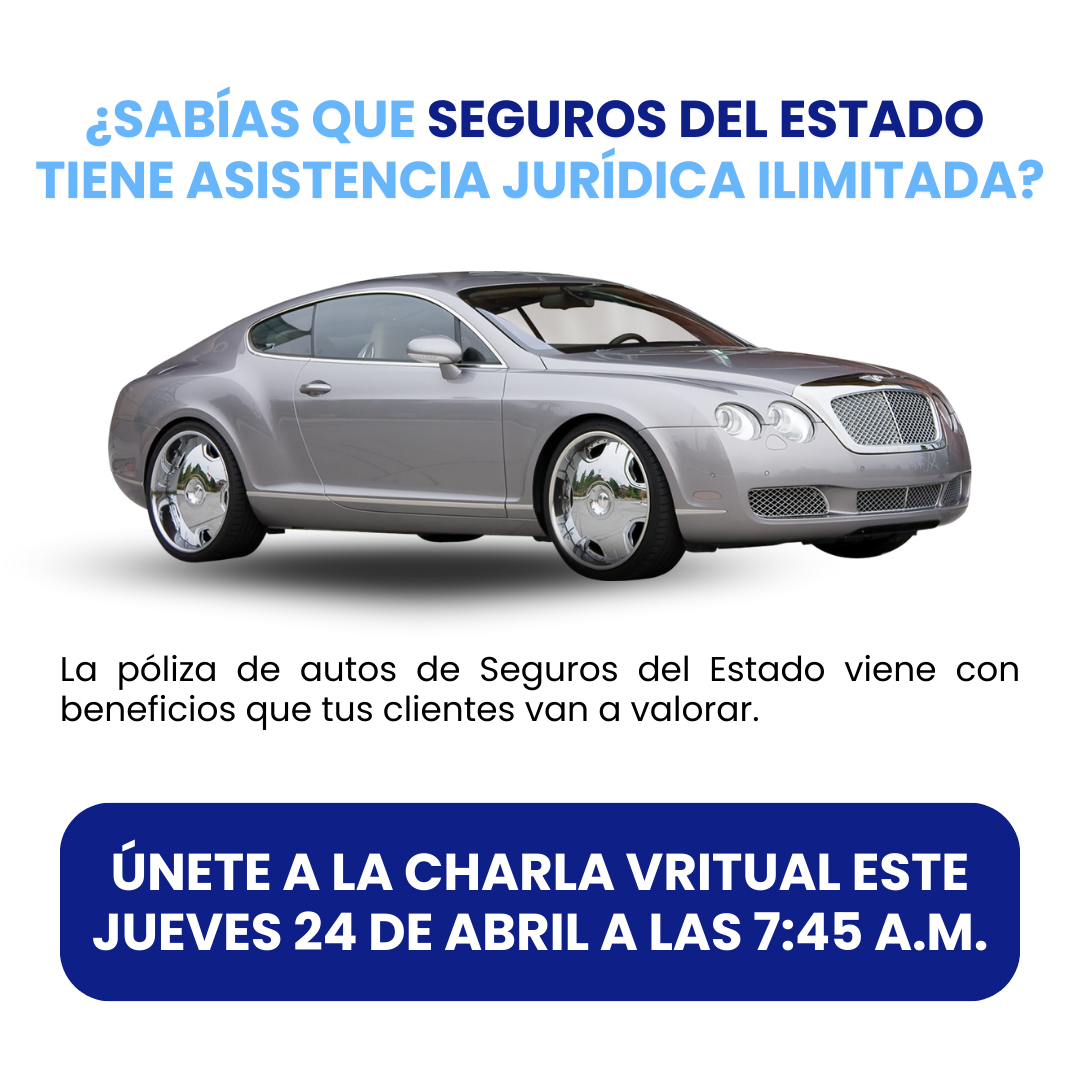 ¿SABÍAS QUE SEGUROS DEL ESTADO
TIENE ASISTENCIA JURÍDICA ILIMITADA?
La póliza de autos de Seguros del Estado viene con
beneficios que tus clientes van a valorar.
ÚNETE A LA CHARLA VRITUAL ESTE
JUEVES 24 DE ABRIL A LAS 7:45 A.M.